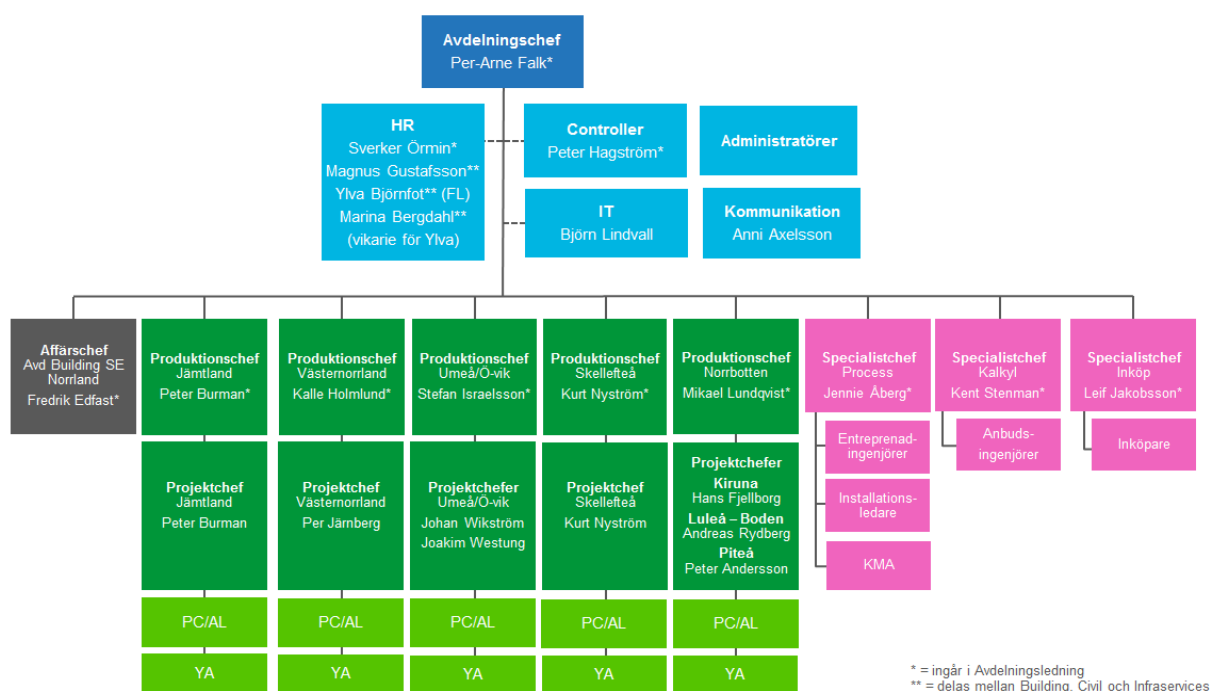 Avdelningschef
Per-Arne Falk*
HR
Sverker Örmin*
Magnus Gustafsson**
Ylva Björnfot** (FL)
Marina Bergdahl**
(vikarie för Ylva)
Controller
Peter Hagström*
Administratörer
IT
Björn Lindvall
Kommunikation
Anni Axelsson
Affärschef
Avd Building SE
Norrland
Fredrik Edfast*
Produktionschef
Jämtland
Peter Burman*
Produktionschef
Västernorrland
Kalle Holmlund*
Produktionschef
Umeå/Ö-vik
Stefan Israelsson*
Produktionschef
Skellefteå
Kurt Nyström*
Produktionschef
Norrbotten
Mikael Lundqvist*
Specialistchef
Process
Jennie Åberg*
Specialistchef
Kalkyl
Kent Stenman*
Specialistchef
Inköp
Leif Jakobsson*
Projektchef
Jämtland
Peter Burman
Projektchef
Västernorrland
Per Järnberg
Projektchefer
Umeå/Ö-vik
Johan Wikström
Joakim Westung
Projektchef
Skellefteå
Kurt Nyström
Projektchefer
Kiruna
Hans Fjellborg
Luleå – Boden
Andreas Rydberg
Piteå
Peter Andersson
Entreprenad-
ingenjörer
Installations-
ledare
KMA
Anbuds-
ingenjörer
Inköpare
PC/AL
PC/AL
PC/AL
PC/AL
PC/AL
YA
YA
YA
YA
YA
* = ingår i Avdelningsledning
** = delas mellan Building, Civil och Infraservices